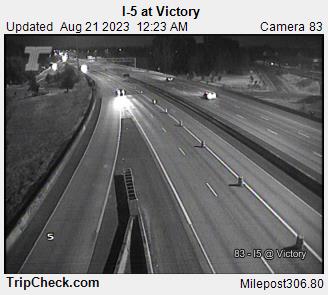 I-5 at Victory
Updated Aug 21 2023 12:23 AM Camera 83
T
S
83 - I5 @ Victory
TripCheck.com Milepost306.80